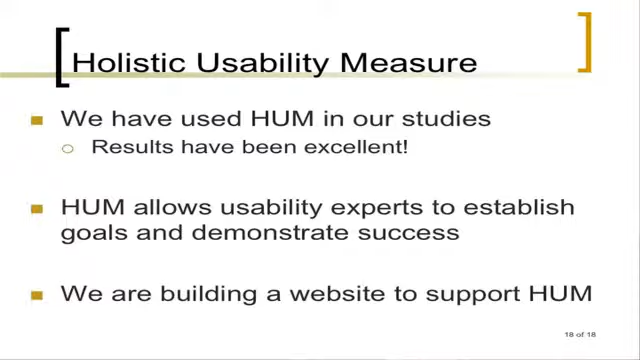 Holistic Usability Measure
We have used HUM in our studies
Results have been excellent!
HUM allows usability experts to establish
goals and demonstrate success
We are building a website to support HUM
18 of 18